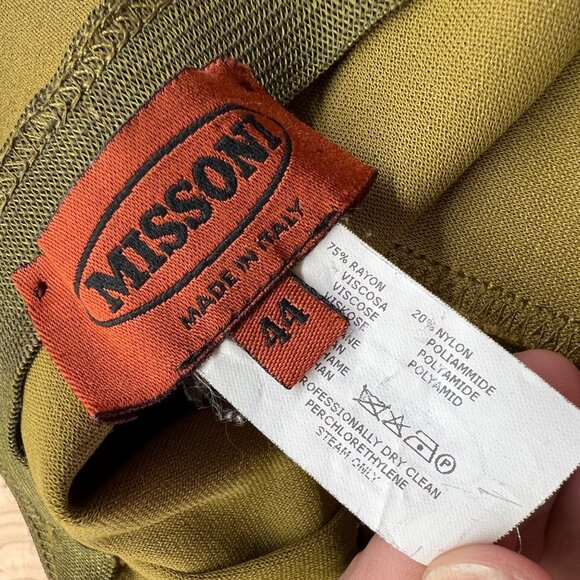 MISSONI
MADE IN ITALY
44
75% RAYON
VISCOSA
VISCOSE
VISKOSE
20% NYLON
POLIAMMIDE
POLYAMIDE
POLYAMID
P
DRY CLEAN
PERCHLORETHYLENE
STEAM ONLY